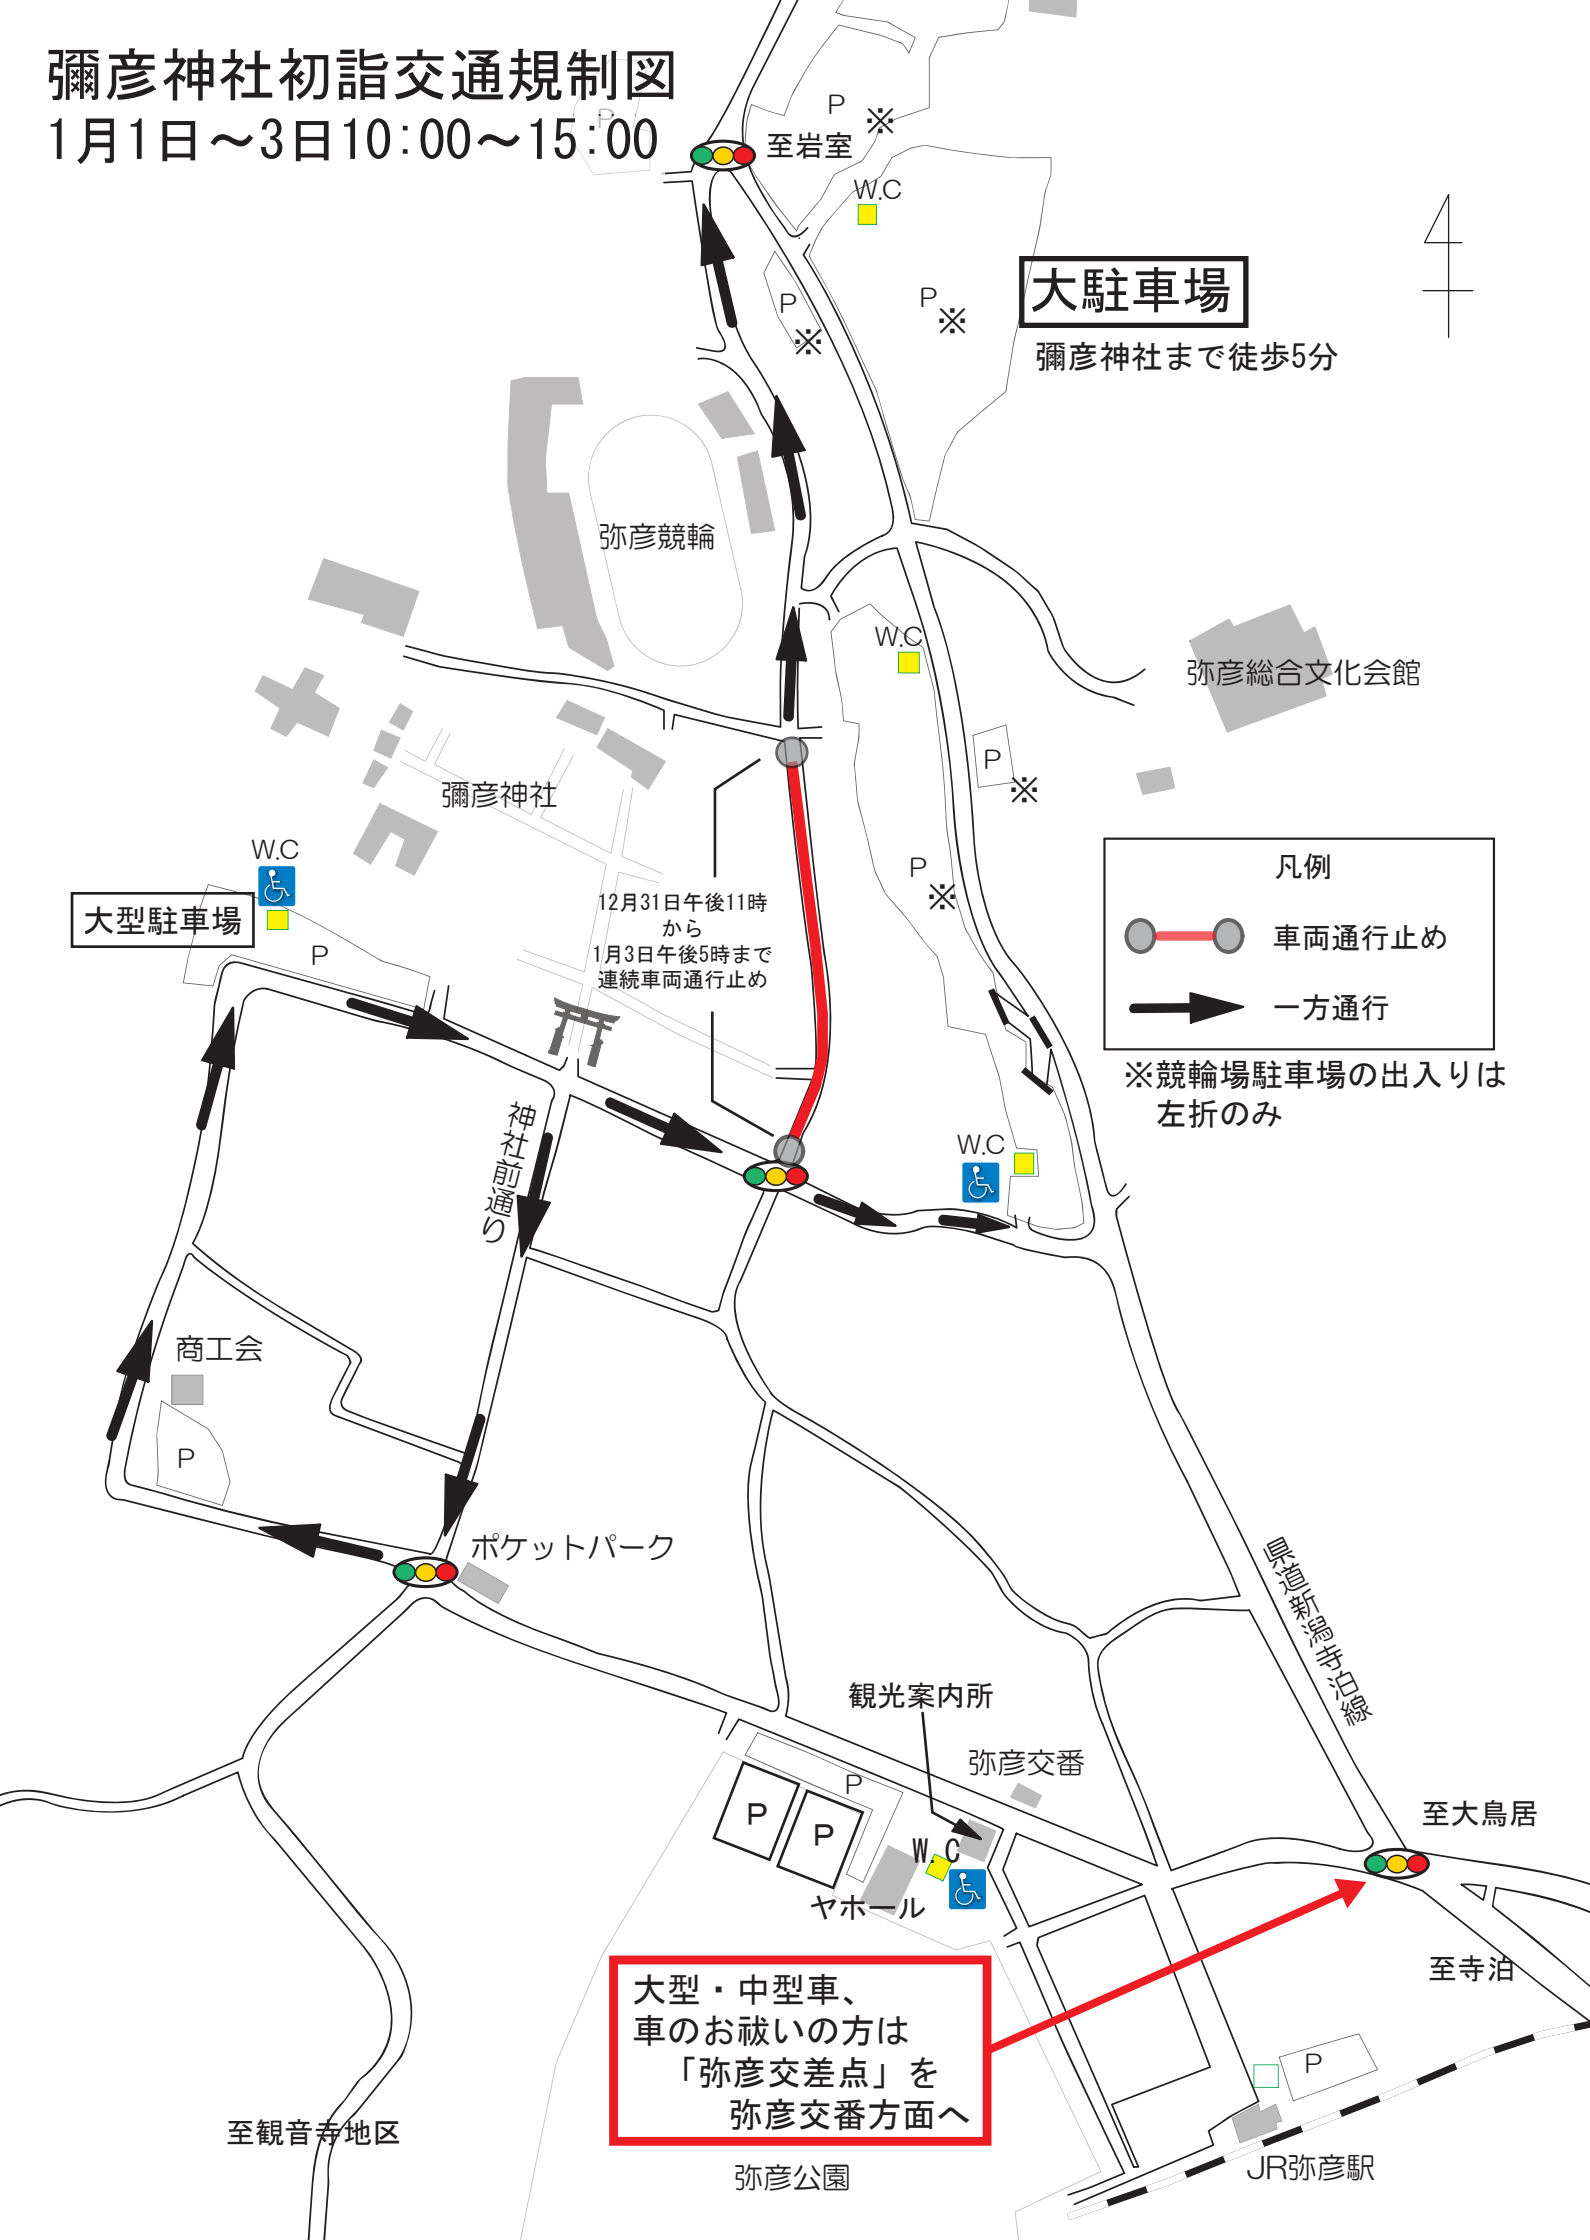 彌彦神社初詣交通規制図
1月1日～3日10:00～15:00
P
P
※
至岩室
W.C
P
※
P
※
大駐車場
彌彦神社まで徒歩5分
弥彦競輪
W.C
弥彦総合文化会館
P
※
彌彦神社
W.C
大型駐車場
P
P
※
12月31日午後11時
から
1月3日午後5時まで
連続車両通行止め
凡例
車両通行止め
一方通行
※競輪場駐車場の出入りは
左折のみ
神社前通り
W.C
商工会
P
ポケットパーク
県道新潟寺泊線
観光案内所
弥彦交番
P
P
P
W.C
ヤホール
至大鳥居
至寺泊
大型・中型車、
車のお祓いの方は
「弥彦交差点」を
弥彦交番方面へ
P
至観音寺地区
弥彦公園
JR弥彦駅